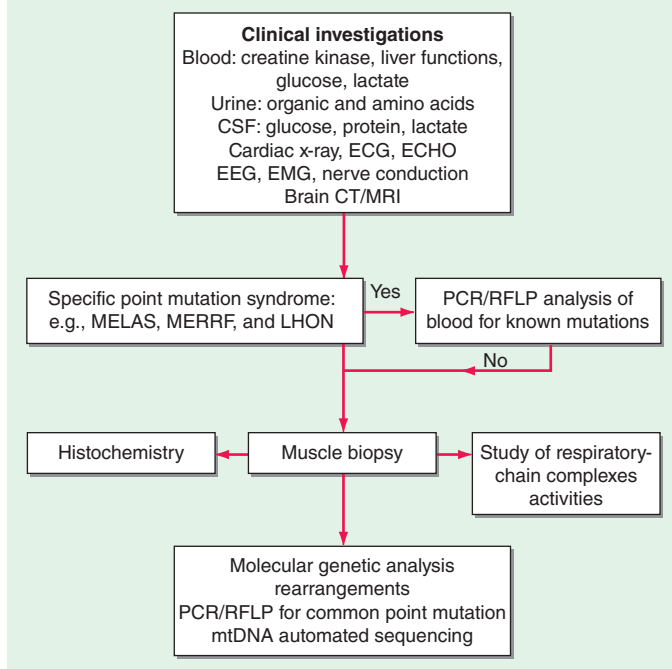 Clinical investigations
Blood: creatine kinase, liver functions,
glucose, lactate
Urine: organic and amino acids
CSF: glucose, protein, lactate
Cardiac x-ray, ECG, ECHO
EEG, EMG, nerve conduction
Brain CT/MRI
Specific point mutation syndrome:
e.g., MELAS, MERRF, and LHON
Yes
PCR/RFLP analysis of
blood for known mutations
No
Histochemistry
Muscle biopsy
Study of respiratory-
chain complexes
activities
Molecular genetic analysis
rearrangements
PCR/RFLP for common point mutation
mtDNA automated sequencing